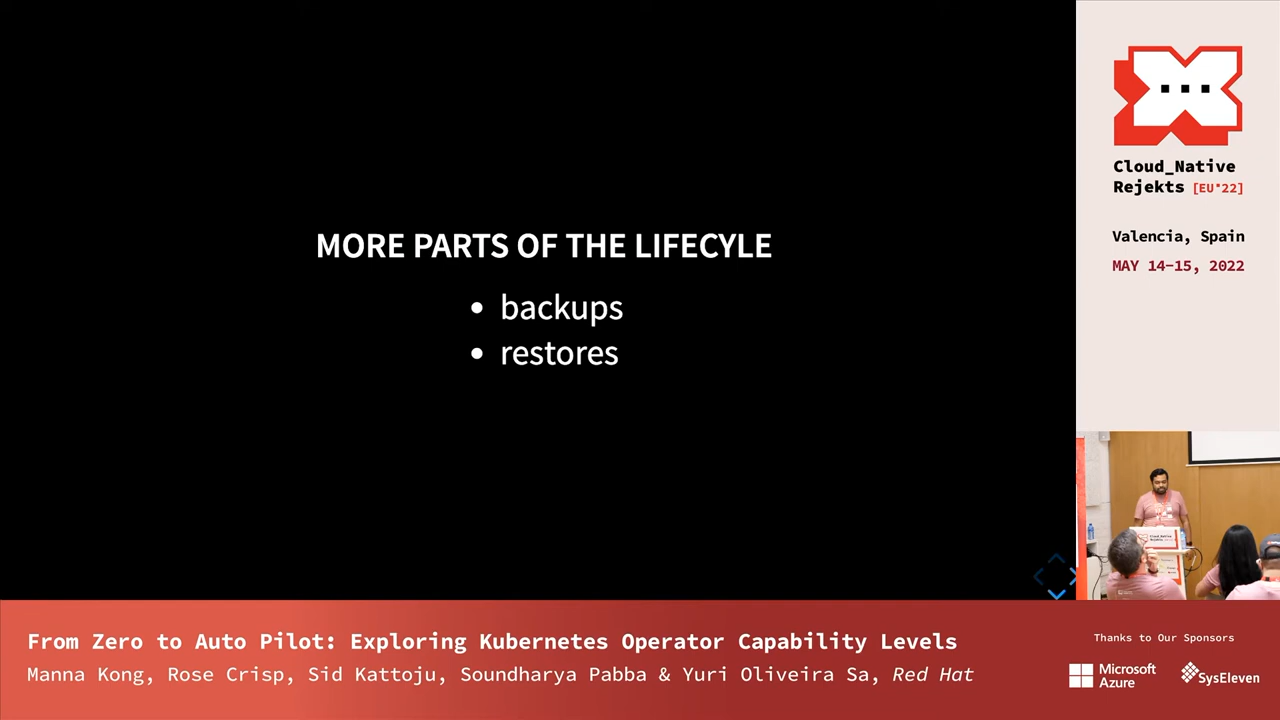 MORE PARTS OF THE LIFECYLE
• backups
• restores
Cloud_Native
Rejekts [EU*22]
Valencia, Spain
MAY 14-15, 2022
From Zero to Auto Pilot: Exploring Kubernetes Operator Capability Levels
Manna Kong, Rose Crisp, Sid Kattoju, Soundharya Pabba & Yuri Oliveira Sa, Red Hat
Thanks to Our Sponsors
Microsoft
Azure
SysEleven
Cloud_Native
Rejekts